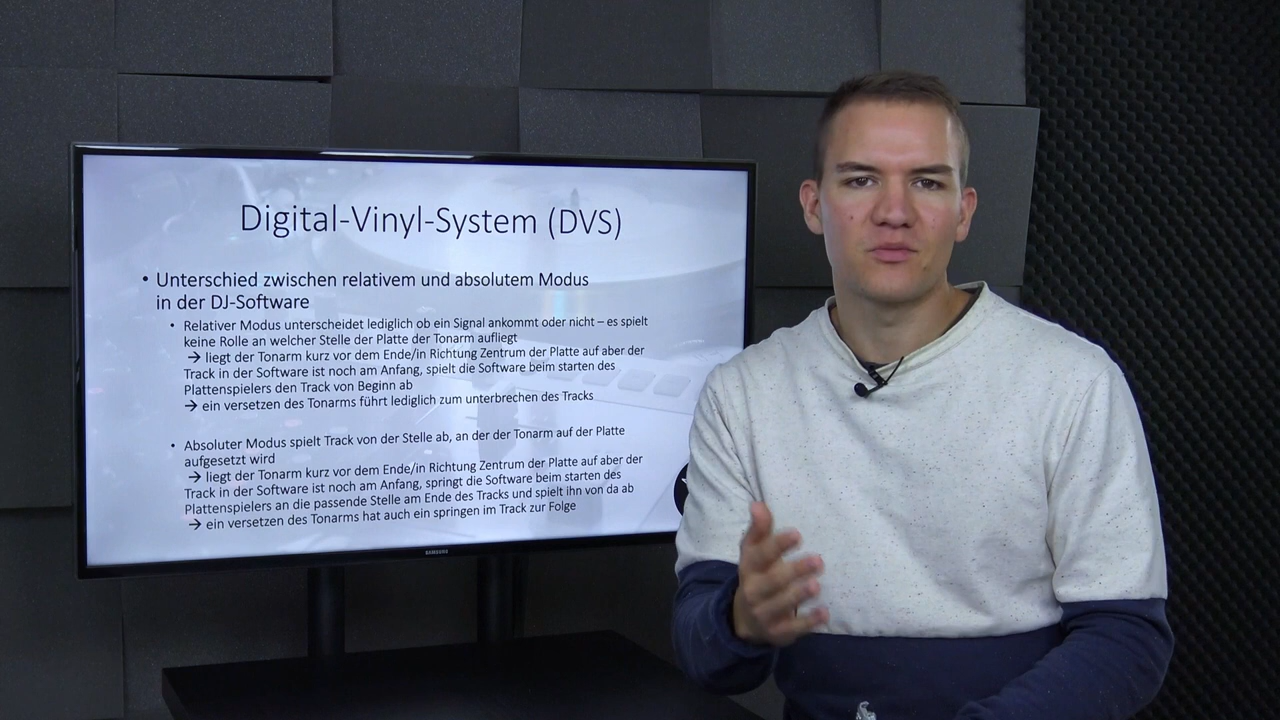 Digital-Vinyl-System (DVS)
• Unterschied zwischen relativem und absolutem Modus
in der DJ-Software
• Relativer Modus unterscheidet lediglich ob ein Signal ankommt oder nicht – es spielt
keine Rolle an welcher Stelle der Platte der Tonarm aufliegt
→ liegt der Tonarm kurz vor dem Ende/in Richtung Zentrum der Platte auf aber der
Track in der Software ist noch am Anfang, spielt die Software beim starten des
Plattenspielers den Track von Beginn ab
→ ein versetzen des Tonarms führt lediglich zum unterbrechen des Tracks
• Absoluter Modus spielt Track von der Stelle ab, an der der Tonarm auf der Platte
aufgesetzt wird
→ liegt der Tonarm kurz vor dem Ende/in Richtung Zentrum der Platte auf aber der
Track in der Software ist noch am Anfang, springt die Software beim starten des
Plattenspielers an die passende Stelle am Ende des Tracks und spielt ihn von da ab
→ ein versetzen des Tonarms hat auch ein springen im Track zur Folge
SAMSUNG